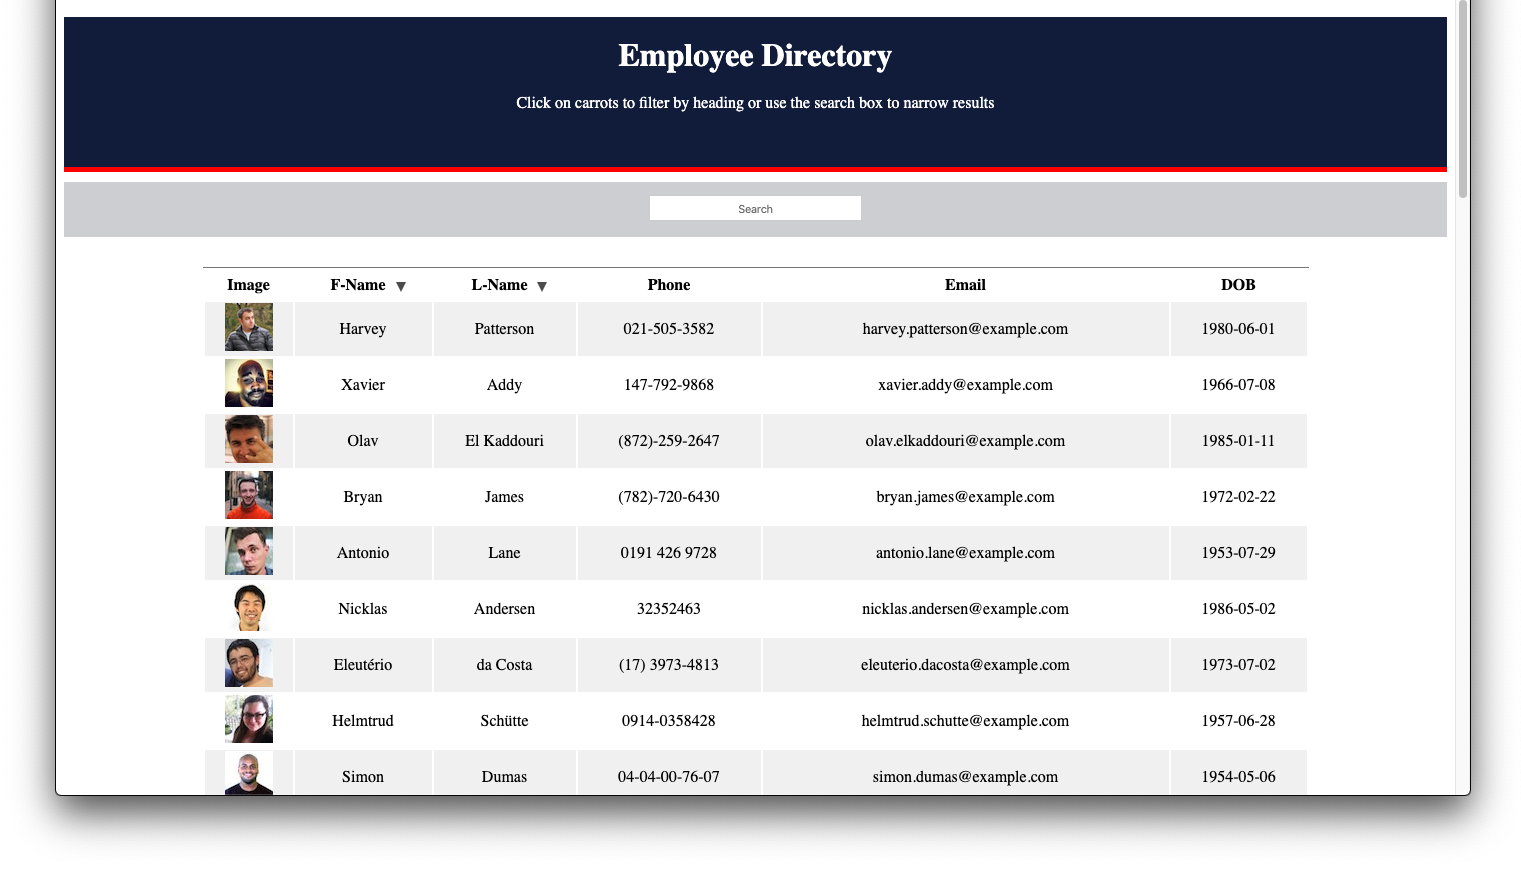 Employee Directory
Click on carrots to filter by heading or use the search box to narrow results
Search
Image F-Name ▼ L-Name ▼ Phone Email DOB
Harvey Patterson 021-505-3582 harvey.patterson@example.com 1980-06-01
Xavier Addy 147-792-9868 xavier.addy@example.com 1966-07-08
Olav El Kaddouri (872)-259-2647 olav.elkaddouri@example.com 1985-01-11
Bryan James (782)-720-6430 bryan.james@example.com 1972-02-22
Antonio Lane 0191 426 9728 antonio.lane@example.com 1953-07-29
Nicklas Andersen 32352463 nicklas.andersen@example.com 1986-05-02
Eleutério da Costa (17) 3973-4813 eleuterio.dacosta@example.com 1973-07-02
Helmtrud Schütte 0914-0358428 helmtrud.schutte@example.com 1957-06-28
Simon Dumas 04-04-00-76-07 simon.dumas@example.com 1954-05-06